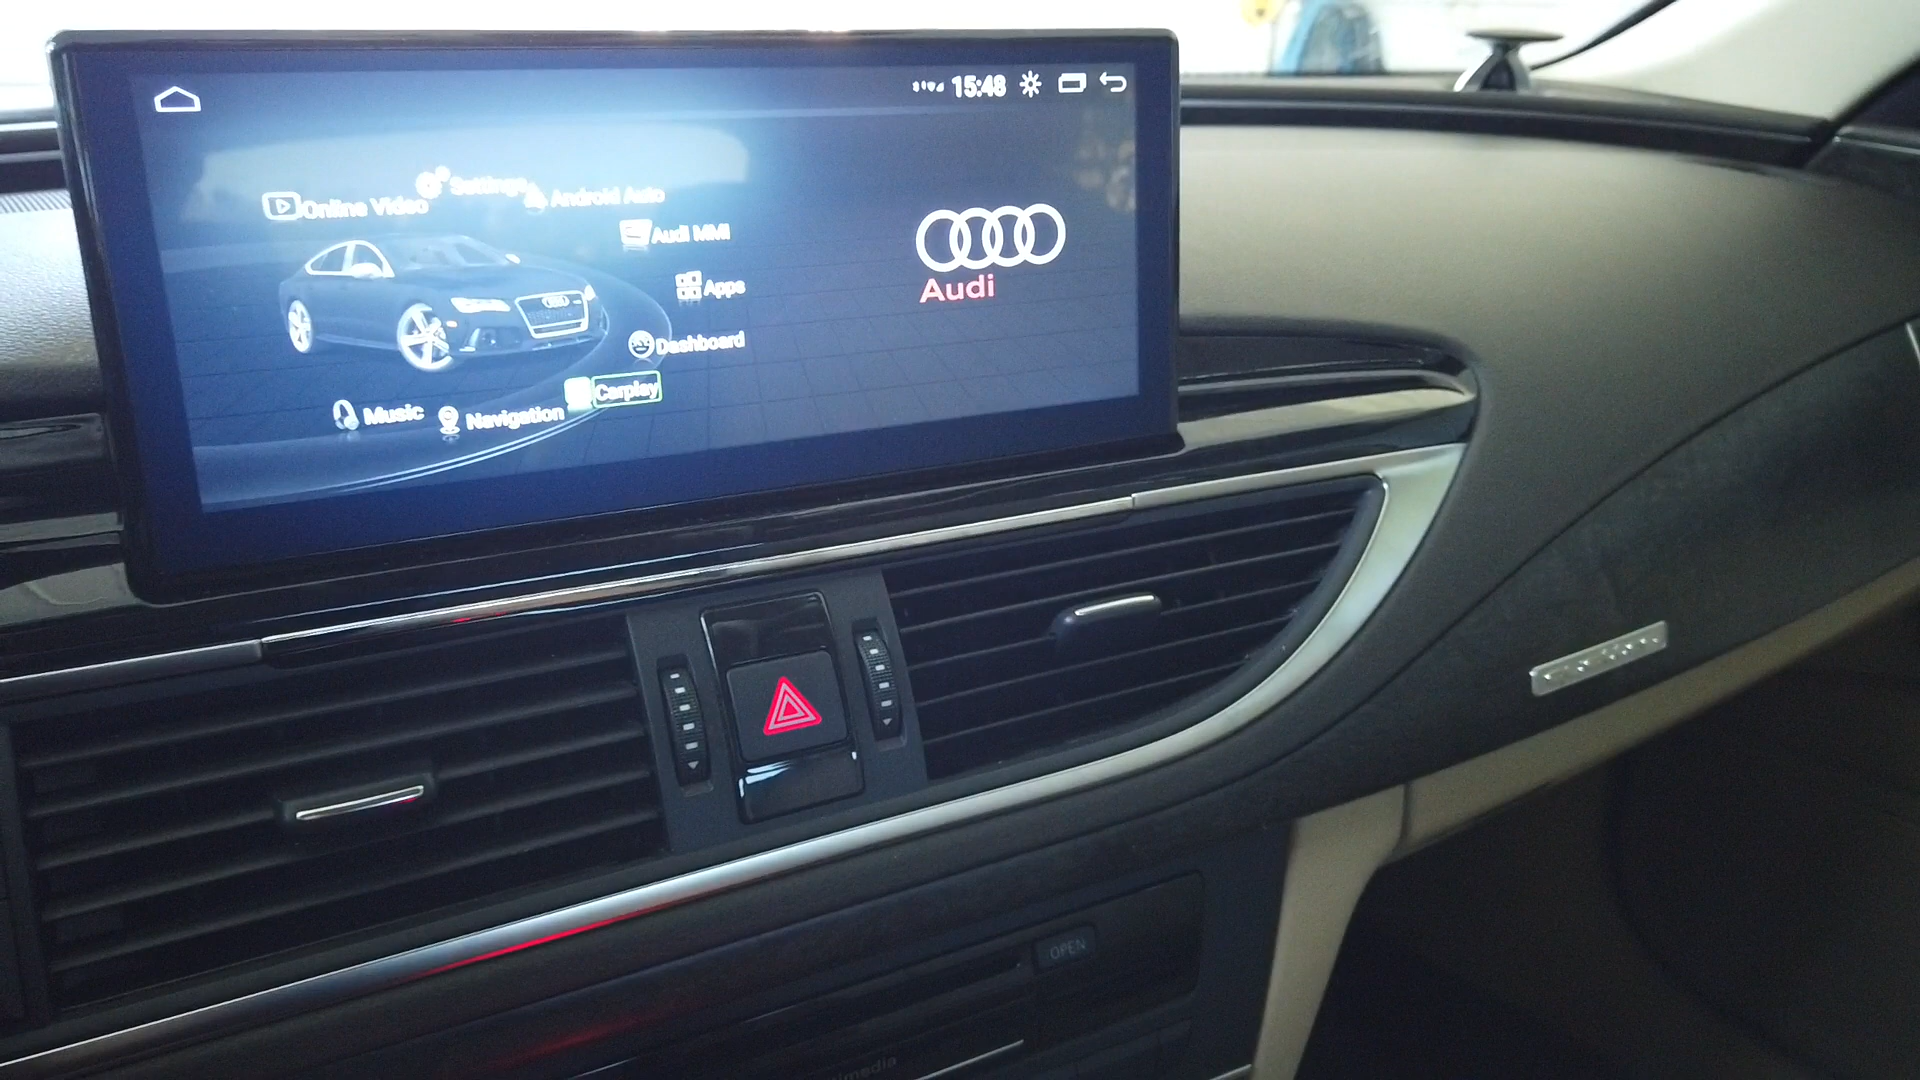 15:48
Settings
Online Video
Android Auto
Audi MMI
Apps
Audi
Dashboard
Carplay
Music
Navigation
OPEN